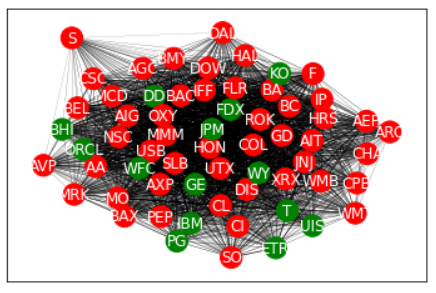 S
DAL
BMY
HAL
AGC
DOW
KO
F
CSC
MCD
DD
BAC
IFF
FLR
BA
IP
BEL
AIG
OXY
FDX
BC
HRS
AEP
BHI
NSC
MMM
JPM
ROK
GD
AIT
ARC
ORCL
USB
HON
COL
CHA
AVP
AA
WFC
SLB
UTX
WY
JNJ
XRX
WMB
CPB
MRK
MO
AXP
GE
DIS
BAX
PEP
IBM
CL
T
WMT
PG
CI
UIS
SO
ETR